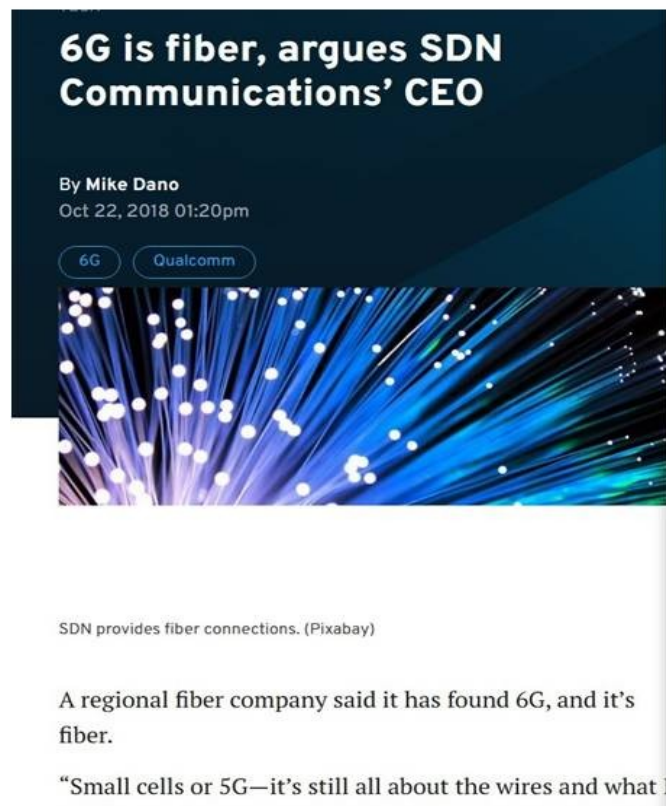 6G is fiber, argues SDN
Communications’ CEO
By Mike Dano
Oct 22, 2018 01:20pm
6G
Qualcomm
SDN provides fiber connections. (Pixabay)
A regional fiber company said it has found 6G, and it’s
fiber.
“Small cells or 5G—it’s still all about the wires and what